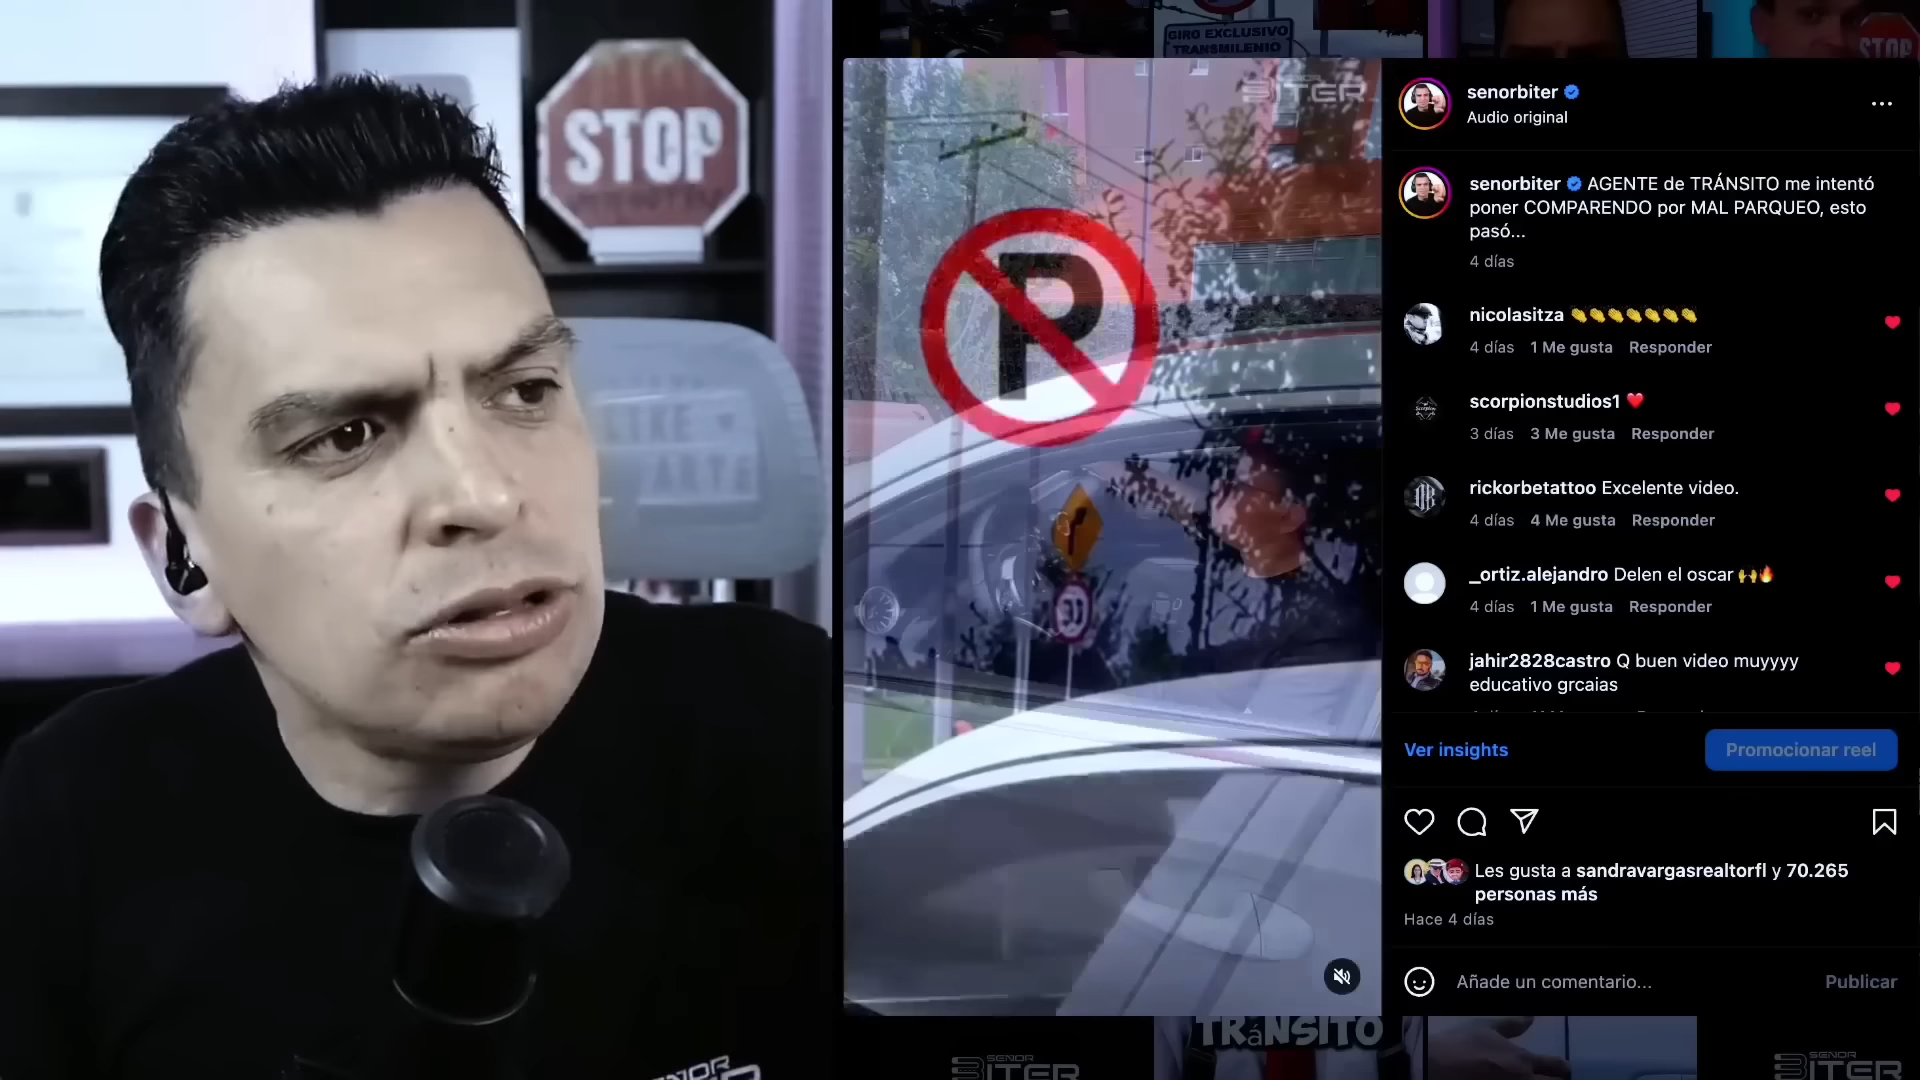 STOP
GIRO EXCLUSIVO
TRANSMILENIO
STOP
SEÑOR
BITER
P
senorbiter
Audio original
senorbiter AGENTE de TRÁNSITO me intentó
poner COMPARENDO por MAL PARQUEO, esto
pasó...
4 días
nicolasitza 👏👏👏👏👏👏👏
4 días 1 Me gusta Responder
scorpionstudios1 ❤️
3 días 3 Me gusta Responder
rickorbetattoo Excelente video.
4 días 4 Me gusta Responder
_ortiz.alejandro Delen el oscar 🙌🔥
4 días 1 Me gusta Responder
jahir2828castro Q buen video muyyyy
educativo grcaias
Ver insights
Promocionar reel
Les gusta a sandravargasrealtorfl y 70.265
personas más
Hace 4 días
Añade un comentario...
Publicar
TRáNSITO
SEÑOR
BITER
SEÑOR
BITER